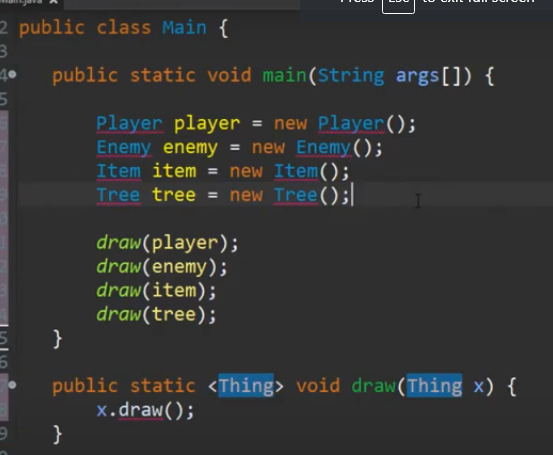 Main.java
Press Esc to exit full screen
2 public class Main {
3
4 public static void main(String args[]) {
5
Player player = new Player();
Enemy enemy = new Enemy();
Item item = new Item();
Tree tree = new Tree();
draw(player);
draw(enemy);
draw(item);
draw(tree);
5 }
6
public static <Thing> void draw(Thing x) {
x.draw();
9 }